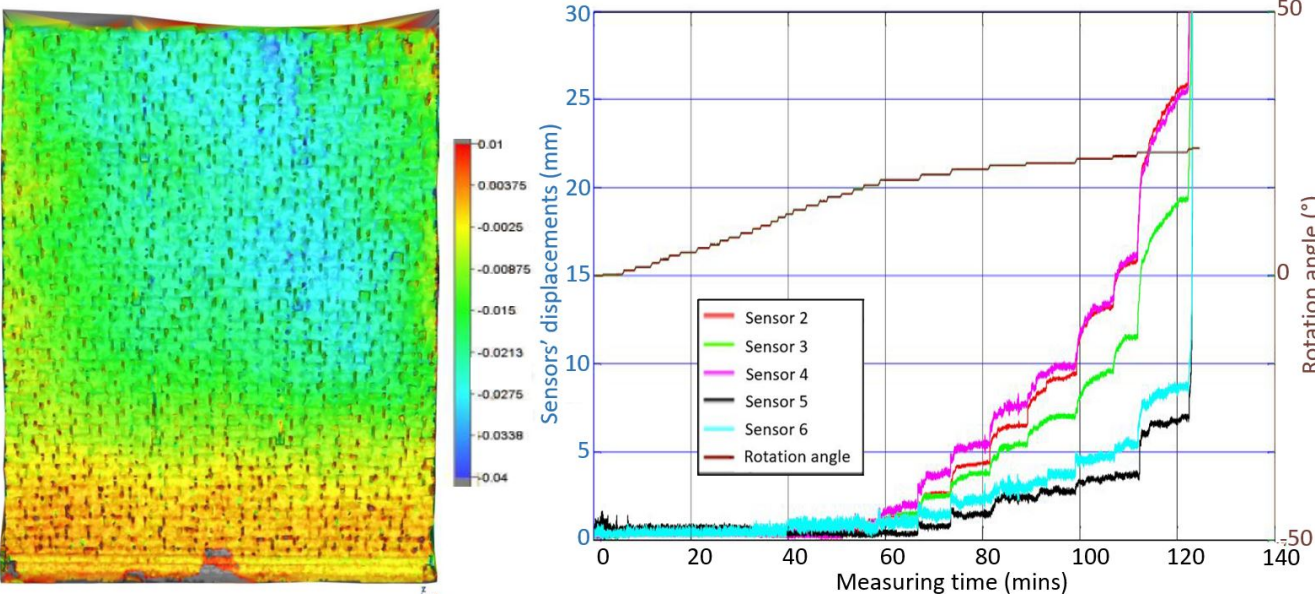 0.01
0.00375
-0.0025
-0.00875
-0.015
-0.0213
-0.0275
-0.0338
-0.04
z
Sensors' displacements (mm)
30
25
20
15
10
5
0
Sensor 2
Sensor 3
Sensor 4
Sensor 5
Sensor 6
Rotation angle
50
0
-50
Rotation angle (°)
0 20 40 60 80 100 120 140
Measuring time (mins)